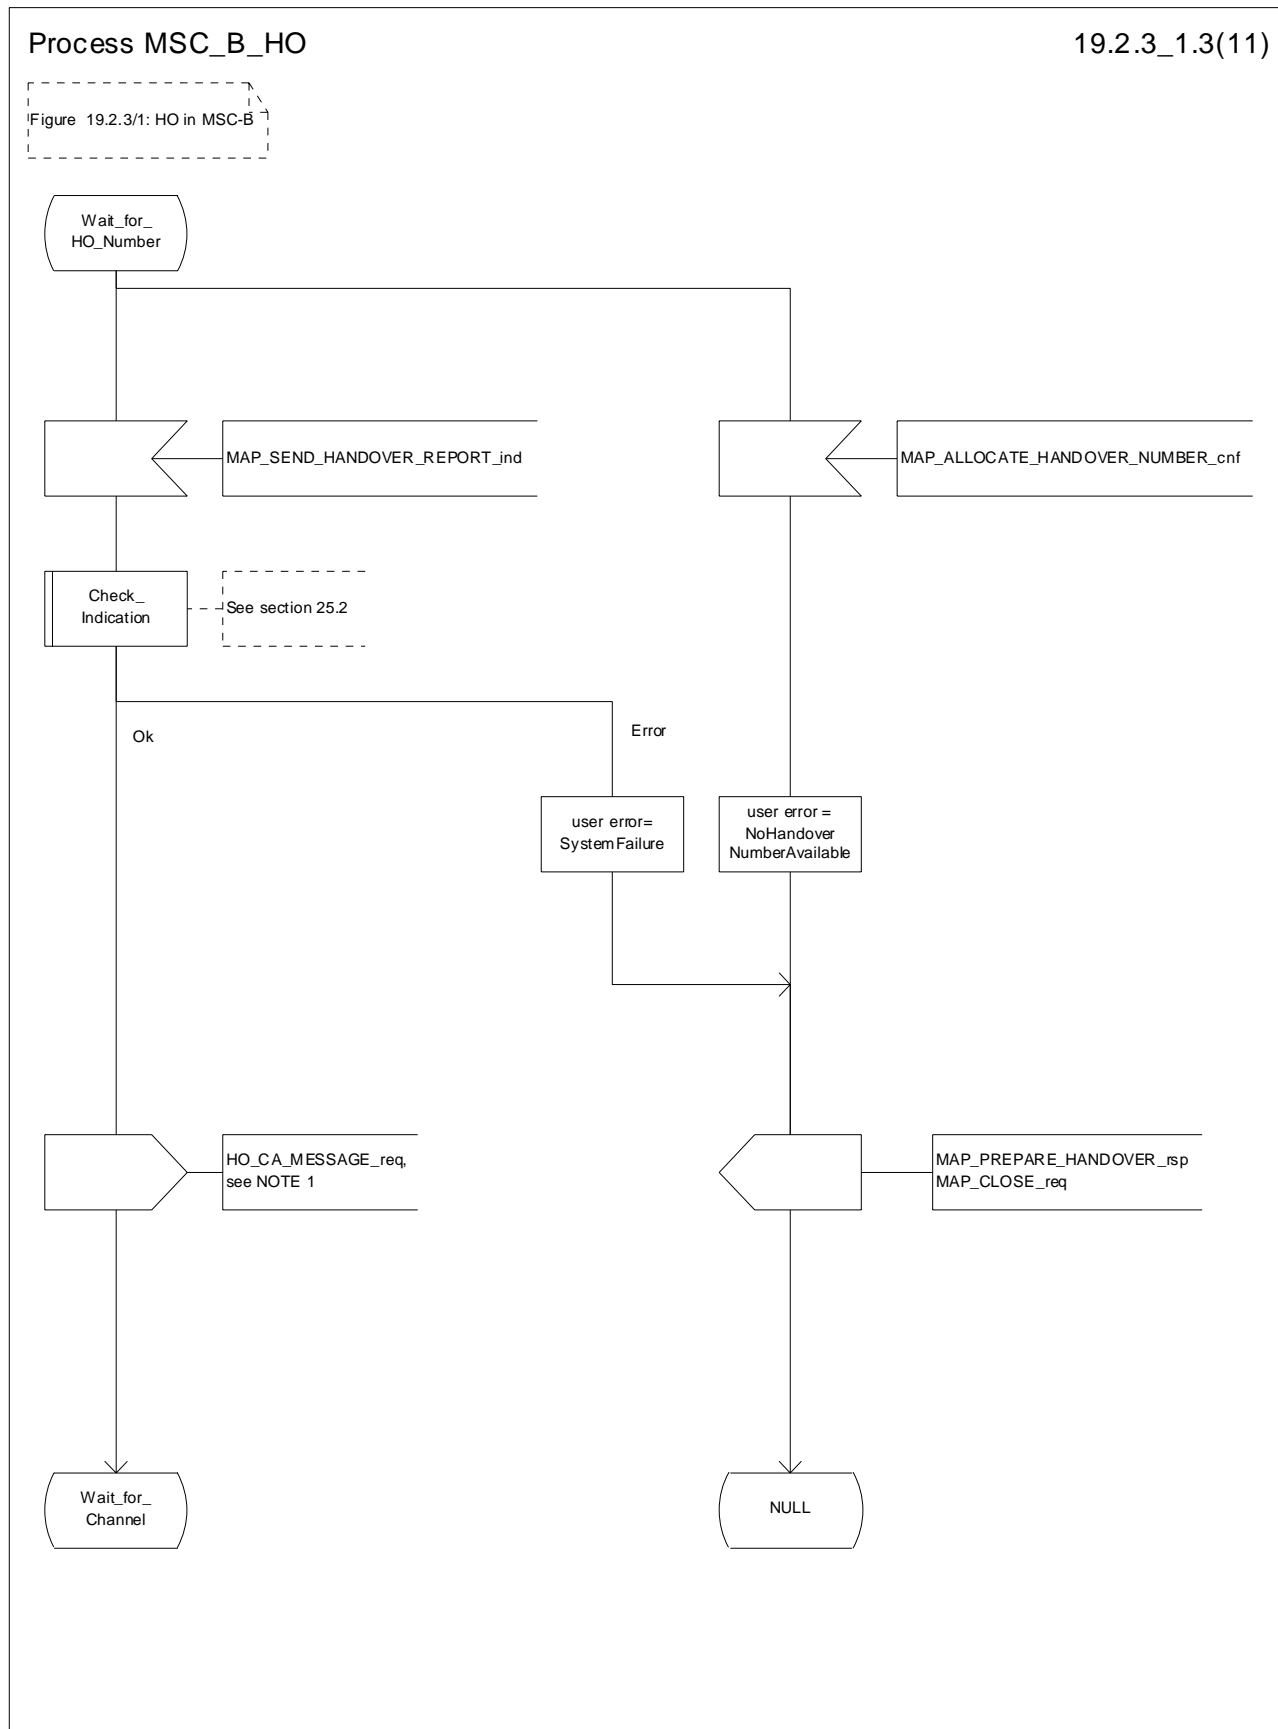 Process MSC_B_HO
19.2.3_1.3(11)
Figure 19.2.3/1: HO in MSC-B
Wait_for_
HO_Number
MAP_SEND_HANDOVER_REPORT_ind
MAP_ALLOCATE_HANDOVER_NUMBER_cnf
Check_
Indication
See section 25.2
Ok
Error
user error=
SystemFailure
user error =
NoHandover
NumberAvailable
HO_CA_MESSAGE_req,
see NOTE 1
MAP_PREPARE_HANDOVER_rsp
MAP_CLOSE_req
Wait_for_
Channel
NULL